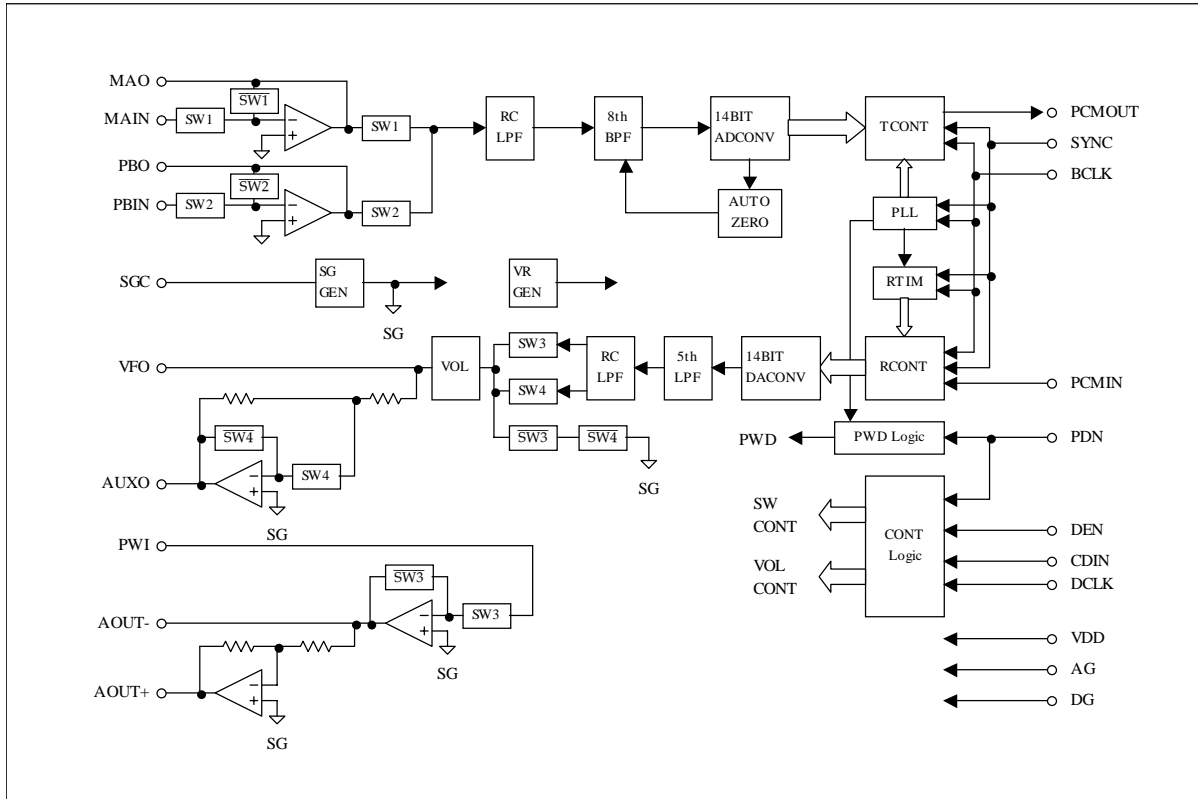 MAO
SW1
MAIN
SW1
−
+
SW1
PBO
SW2
PBIN
SW2
−
+
SW2
RC
LPF
8th
BPF
14BIT
ADCONV
AUTO
ZERO
TCONT
PCMOUT
SYNC
BCLK
PLL
RTIM
SGC
SG
GEN
SG
VR
GEN
VFO
VOL
SW3
SW4
SW3
SW4
SG
RC
LPF
5th
LPF
14BIT
DACONV
RCONT
PCMIN
PWD
PWD Logic
PDN
SW4
SW4
AUXO
−
+
SG
SW
CONT
VOL
CONT
CONT
Logic
DEN
CDIN
DCLK
PWI
SW3
SW3
AOUT-
−
+
SG
AOUT+
−
+
SG
VDD
AG
DG